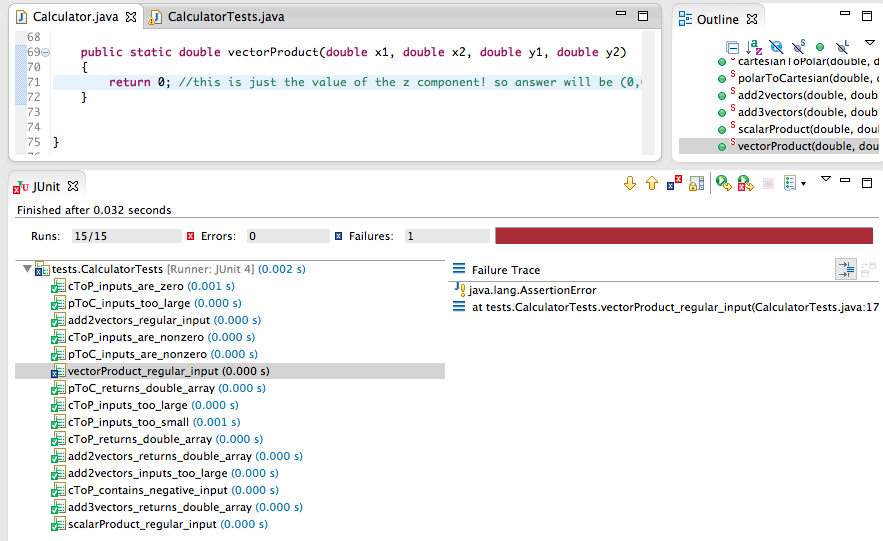 Calculator.java
CalculatorTests.java
68
69 public static double vectorProduct(double x1, double x2, double y1, double y2)
70 {
71 return 0; //this is just the value of the z component! so answer will be (0,
72 }
73
74
75 }
Outline
cartesianToPolar(double, d
polarToCartesian(double, c
add2vectors(double, doub
add3vectors(double, doub
scalarProduct(double, dou
vectorProduct(double, dou
JUnit
Finished after 0.032 seconds
Runs: 15/15 Errors: 0 Failures: 1
tests.CalculatorTests [Runner: JUnit 4] (0.002 s)
cToP_inputs_are_zero (0.001 s)
pToC_inputs_too_large (0.000 s)
add2vectors_regular_input (0.000 s)
cToP_inputs_are_nonzero (0.000 s)
pToC_inputs_are_nonzero (0.000 s)
vectorProduct_regular_input (0.000 s)
pToC_returns_double_array (0.000 s)
cToP_inputs_too_large (0.000 s)
cToP_inputs_too_small (0.001 s)
cToP_returns_double_array (0.000 s)
add2vectors_returns_double_array (0.000 s)
add2vectors_inputs_too_large (0.000 s)
cToP_contains_negative_input (0.000 s)
add3vectors_returns_double_array (0.000 s)
scalarProduct_regular_input (0.000 s)
Failure Trace
java.lang.AssertionError
at tests.CalculatorTests.vectorProduct_regular_input(CalculatorTests.java:17